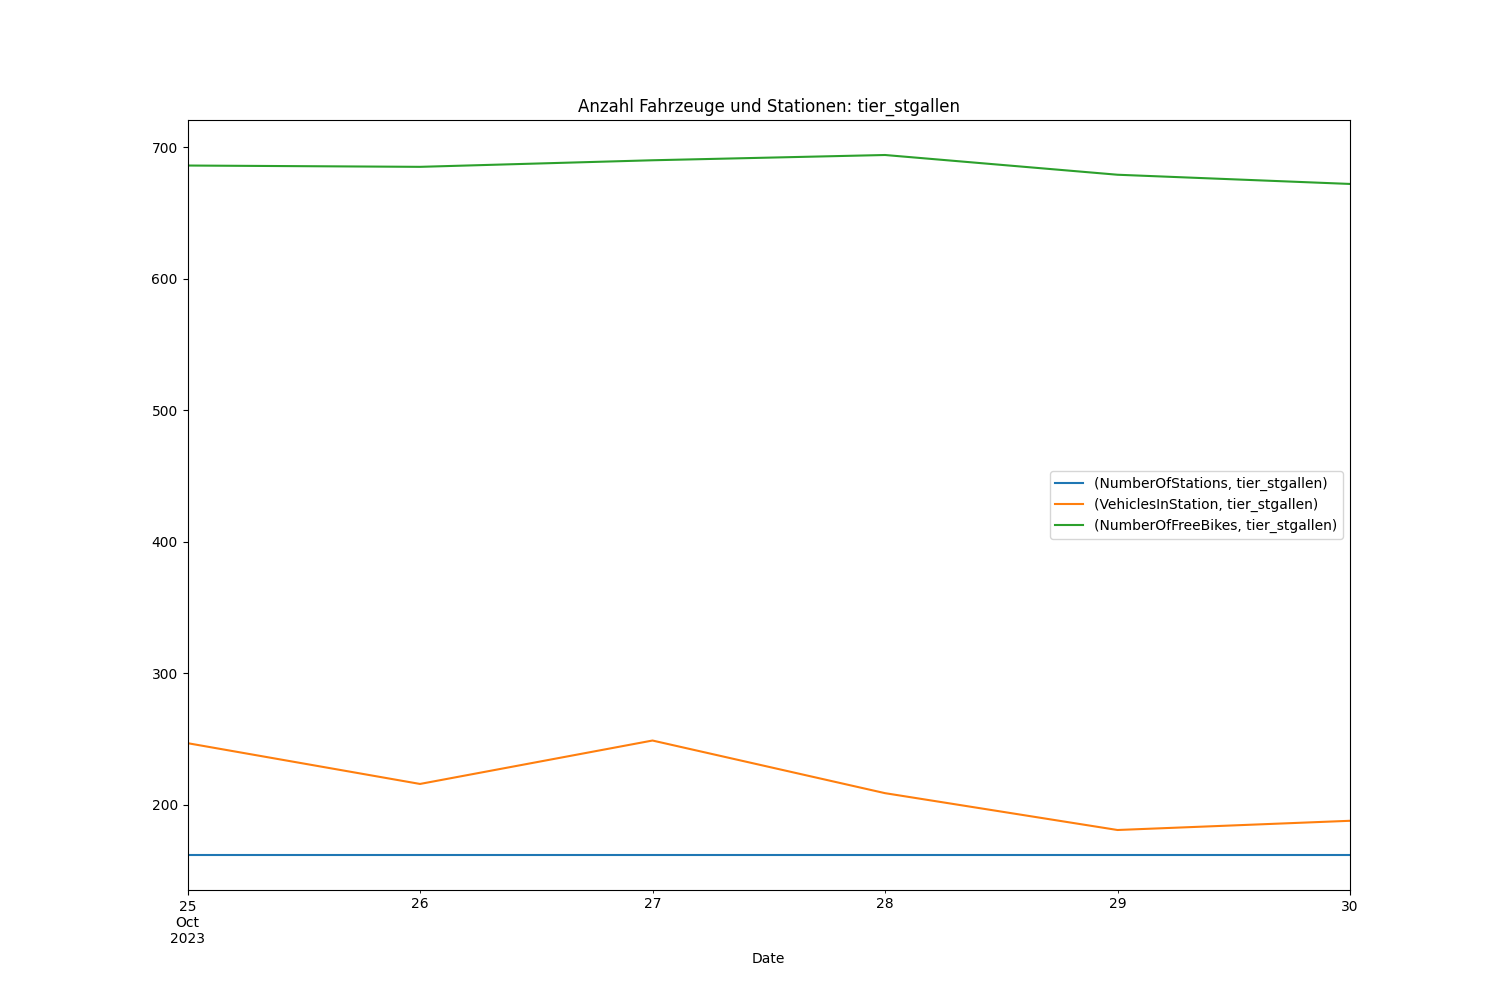 Anzahl Fahrzeuge und Stationen: tier_stgallen
700
600
500
400
300
200
(NumberOfStations, tier_stgallen)
(VehiclesInStation, tier_stgallen)
(NumberOfFreeBikes, tier_stgallen)
25 26 27 28 29 30
Oct
2023
Date